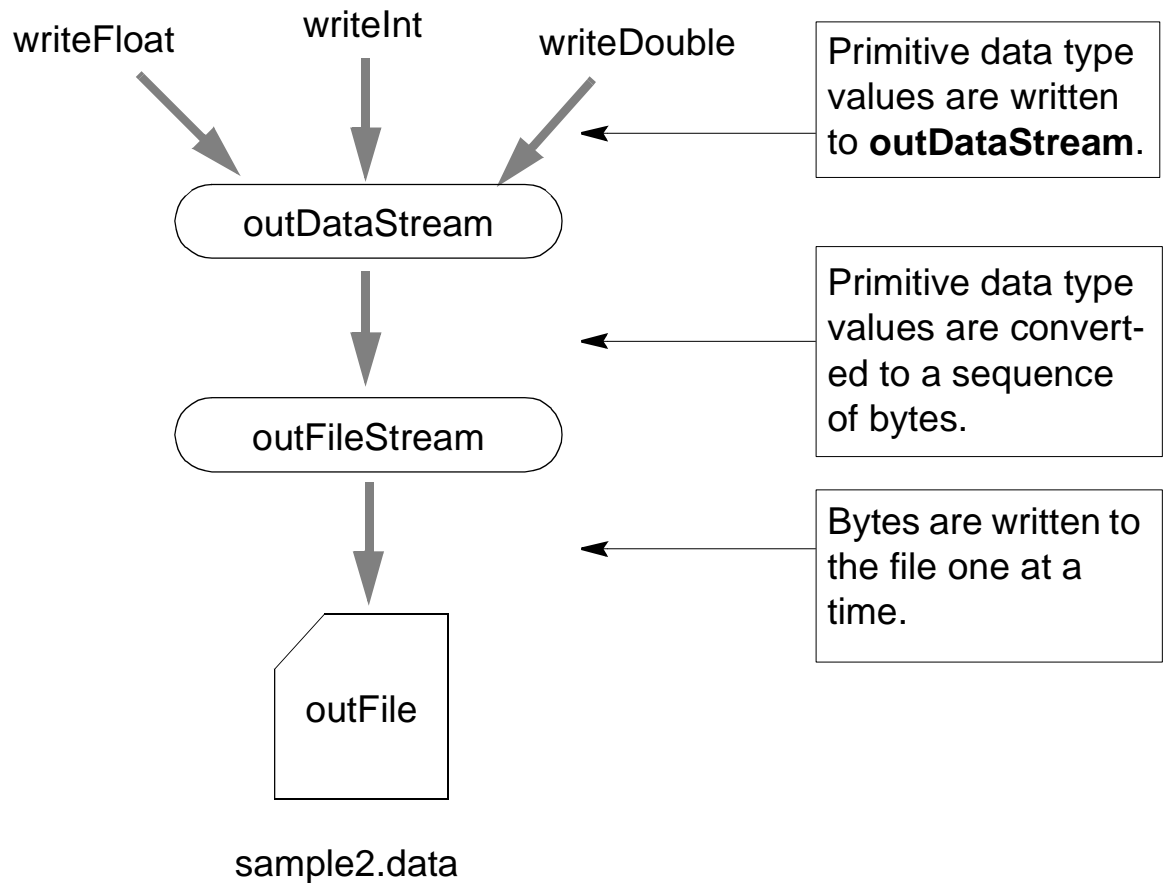 writeFloat
writeInt
writeDouble
Primitive data type
values are written
to outDataStream.
outDataStream
Primitive data type
values are convert-
ed to a sequence
of bytes.
outFileStream
Bytes are written to
the file one at a
time.
outFile
sample2.data